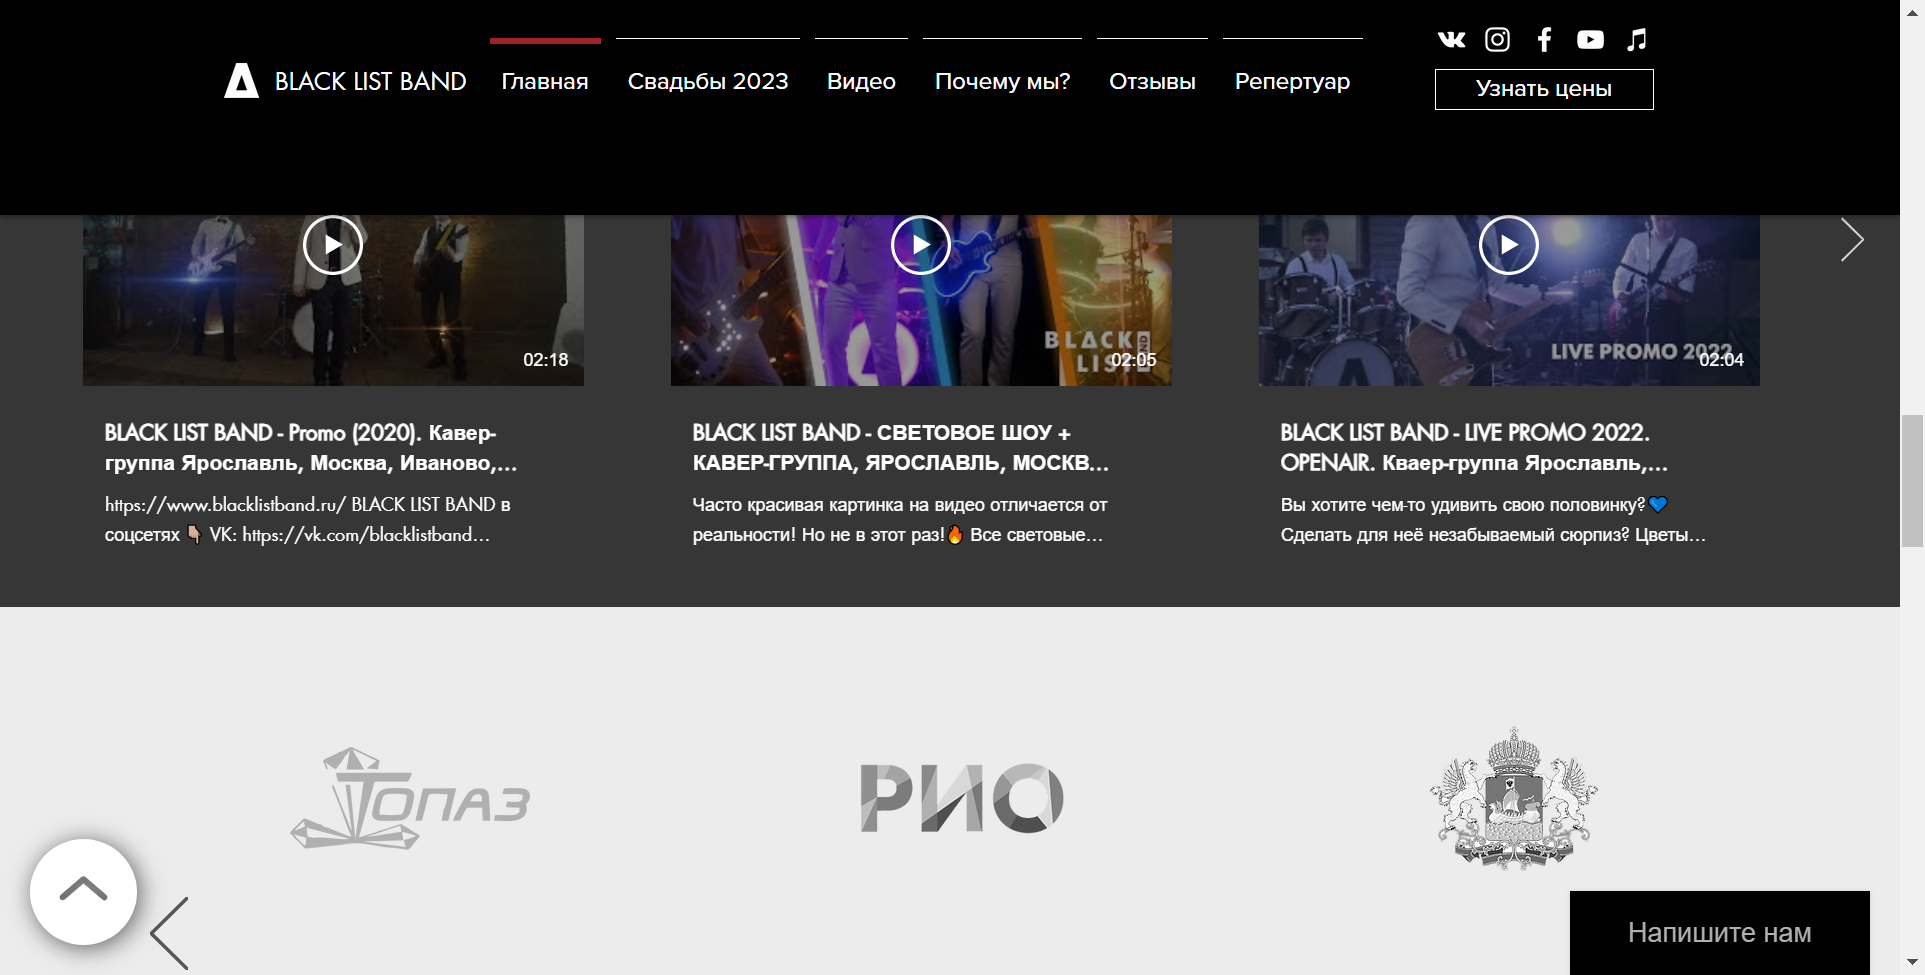 BLACK LIST BAND
Главная
Свадьбы 2023
Видео
Почему мы?
Отзывы
Репертуар
Узнать цены
02:18
BLACK LIST BAND
02:05
LIVE PROMO 2022
02:04
BLACK LIST BAND - Promo (2020). Кавер-
группа Ярославль, Москва, Иваново,...
https://www.blacklistband.ru/ BLACK LIST BAND в
соцсетях 👇🏽 VK: https://vk.com/blacklistband...
BLACK LIST BAND - СВЕТОВОЕ ШОУ +
КАВЕР-ГРУППА, ЯРОСЛАВЛЬ, МОСКВ...
Часто красивая картинка на видео отличается от
реальности! Но не в этот раз!🔥 Все световые...
BLACK LIST BAND - LIVE PROMO 2022.
OPENAIR. Кваер-группа Ярославль,...
Вы хотите чем-то удивить свою половинку?💙
Сделать для неё незабываемый сюрприз? Цветы...
Топаз
РИО
Напишите нам